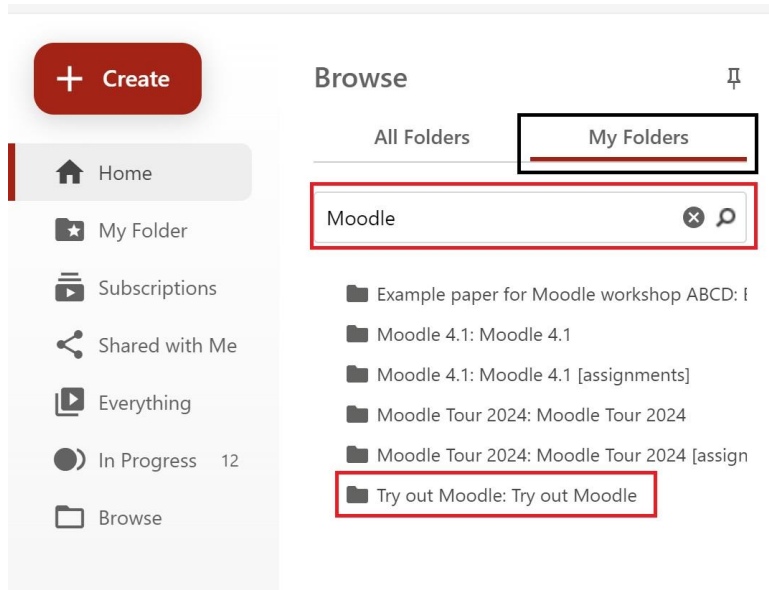 Create
Home
My Folder
Subscriptions
Shared with Me
Everything
In Progress 12
Browse
Browse
All Folders My Folders
Moodle
Example paper for Moodle workshop ABCD:
Moodle 4.1: Moodle 4.1
Moodle 4.1: Moodle 4.1 [assignments]
Moodle Tour 2024: Moodle Tour 2024
Moodle Tour 2024: Moodle Tour 2024 [assign
Try out Moodle: Try out Moodle